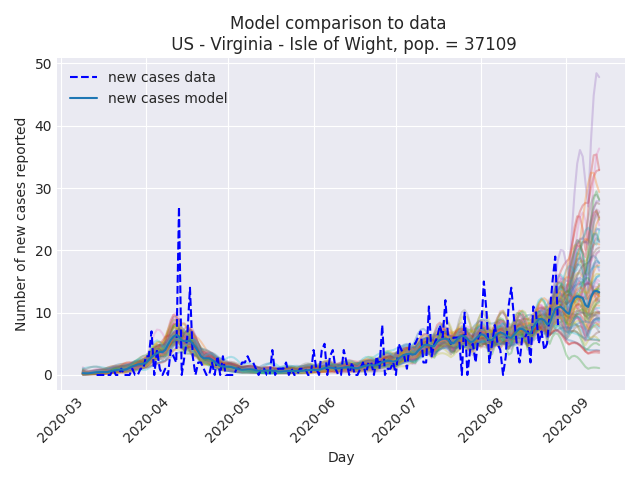 Model comparison to data
US - Virginia - Isle of Wight, pop. = 37109
new cases data
new cases model
Number of new cases reported
50
40
30
20
10
0
2020-03
2020-04
2020-05
2020-06
2020-07
2020-08
2020-09
Day